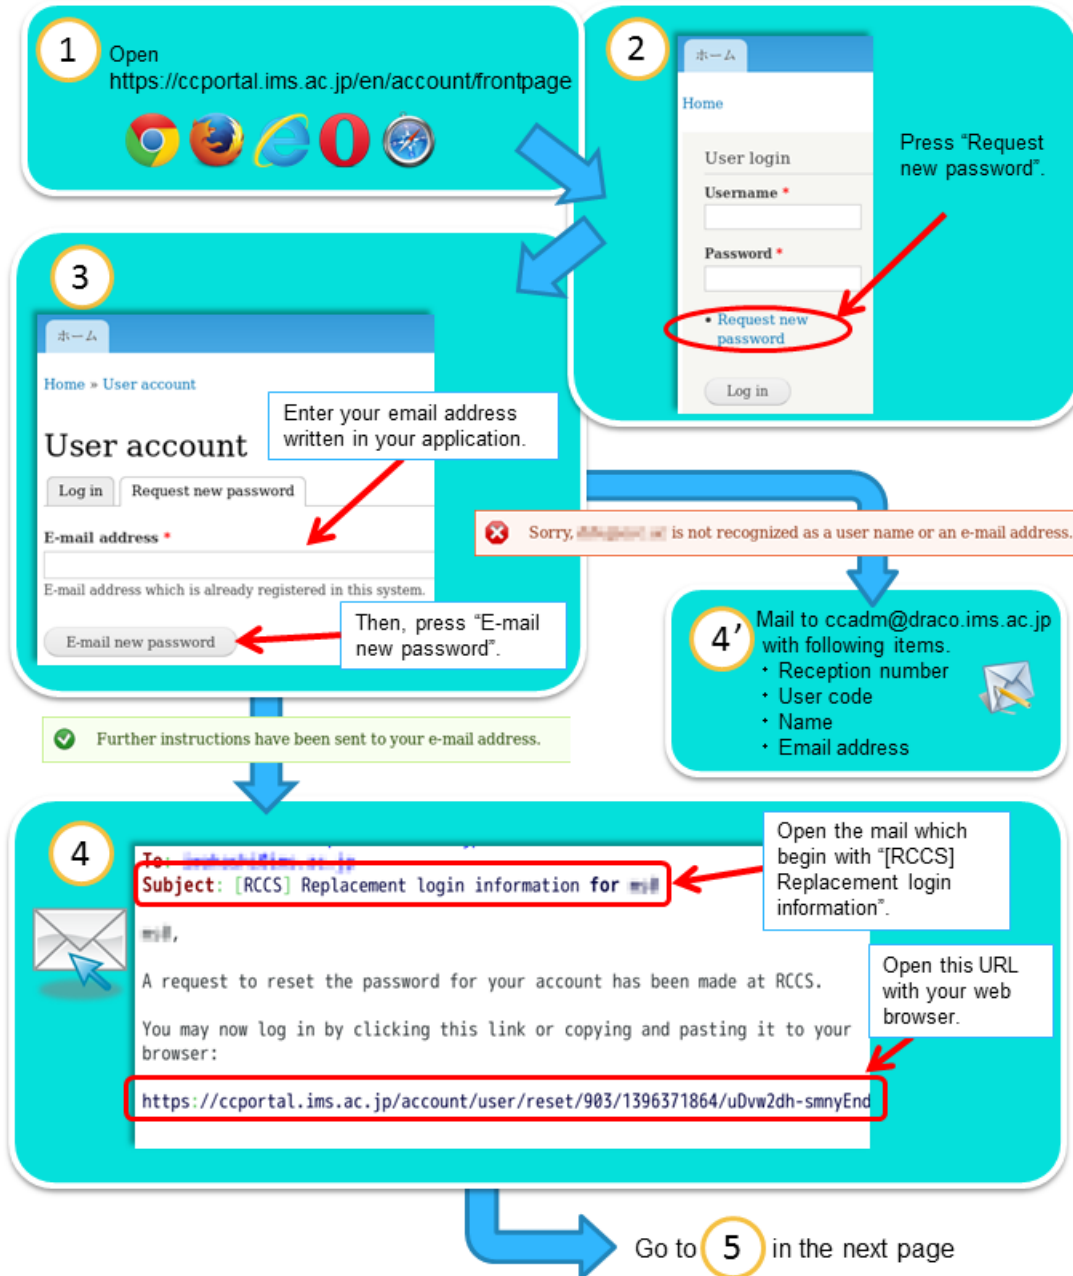 1
Open
https://ccportal.ims.ac.jp/en/account/frontpage
2
ホーム
Home
User login
Username *
Password *
• Request new
password
Log in
Press “Request
new password”.
3
ホーム
Home » User account
User account
Log in
Request new password
E-mail address *
E-mail address which is already registered in this system.
E-mail new password
Enter your email address
written in your application.
Then, press “E-mail
new password”.
Sorry, is not recognized as a user name or an e-mail address.
4’
Mail to ccadm@draco.ims.ac.jp
with following items.
・Reception number
・User code
・Name
・Email address
Further instructions have been sent to your e-mail address.
4
To:
Subject: [RCCS] Replacement login information for
,
A request to reset the password for your account has been made at RCCS.
You may now log in by clicking this link or copying and pasting it to your
browser:
https://ccportal.ims.ac.jp/account/user/reset/903/1396371864/uDvw2dh-smnyEnd
Open the mail which
begin with “[RCCS]
Replacement login
information”.
Open this URL
with your web
browser.
Go to 5 in the next page